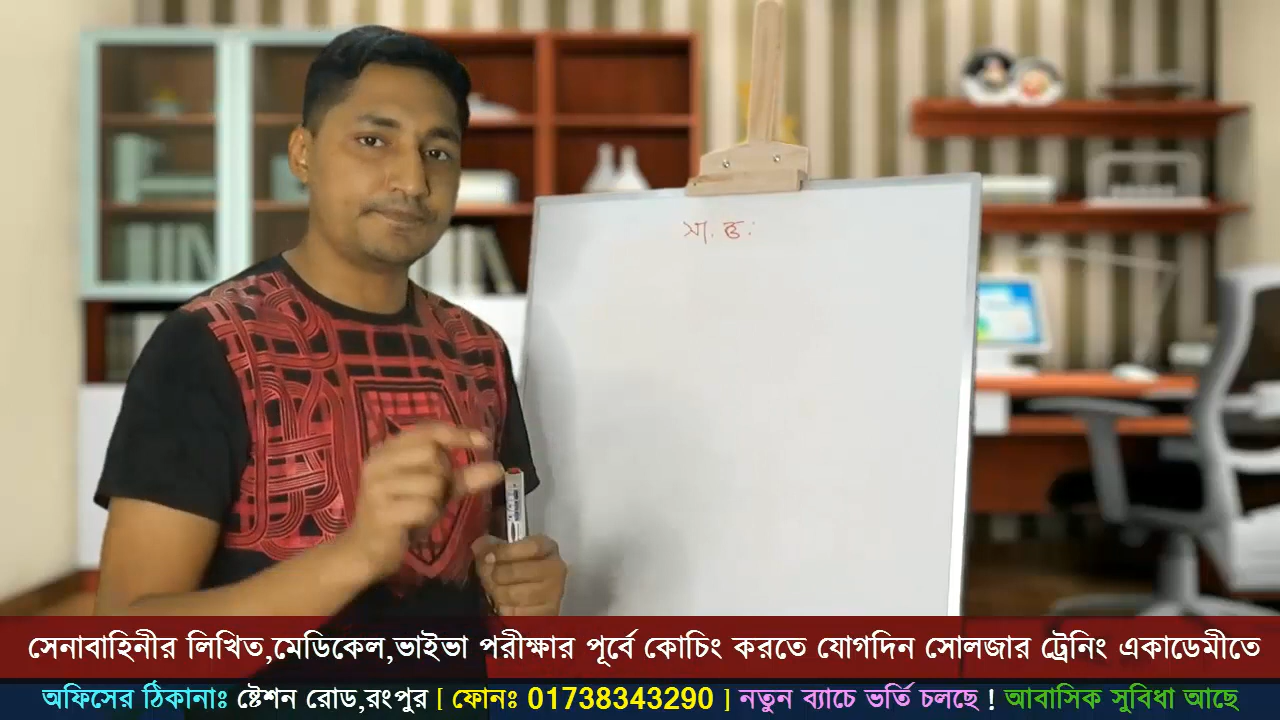 সা. জ্ঞ:
সেনাবাহিনীর লিখিত,মেডিকেল,ভাইভা পরীক্ষার পূর্বে কোচিং করতে যোগদিন সোলজার ট্রেনিং একাডেমীতে
অফিসের ঠিকানাঃ ষ্টেশন রোড,রংপুর [ ফোনঃ 01738343290 ] নতুন ব্যাচে ভর্তি চলছে ! আবাসিক সুবিধা আছে